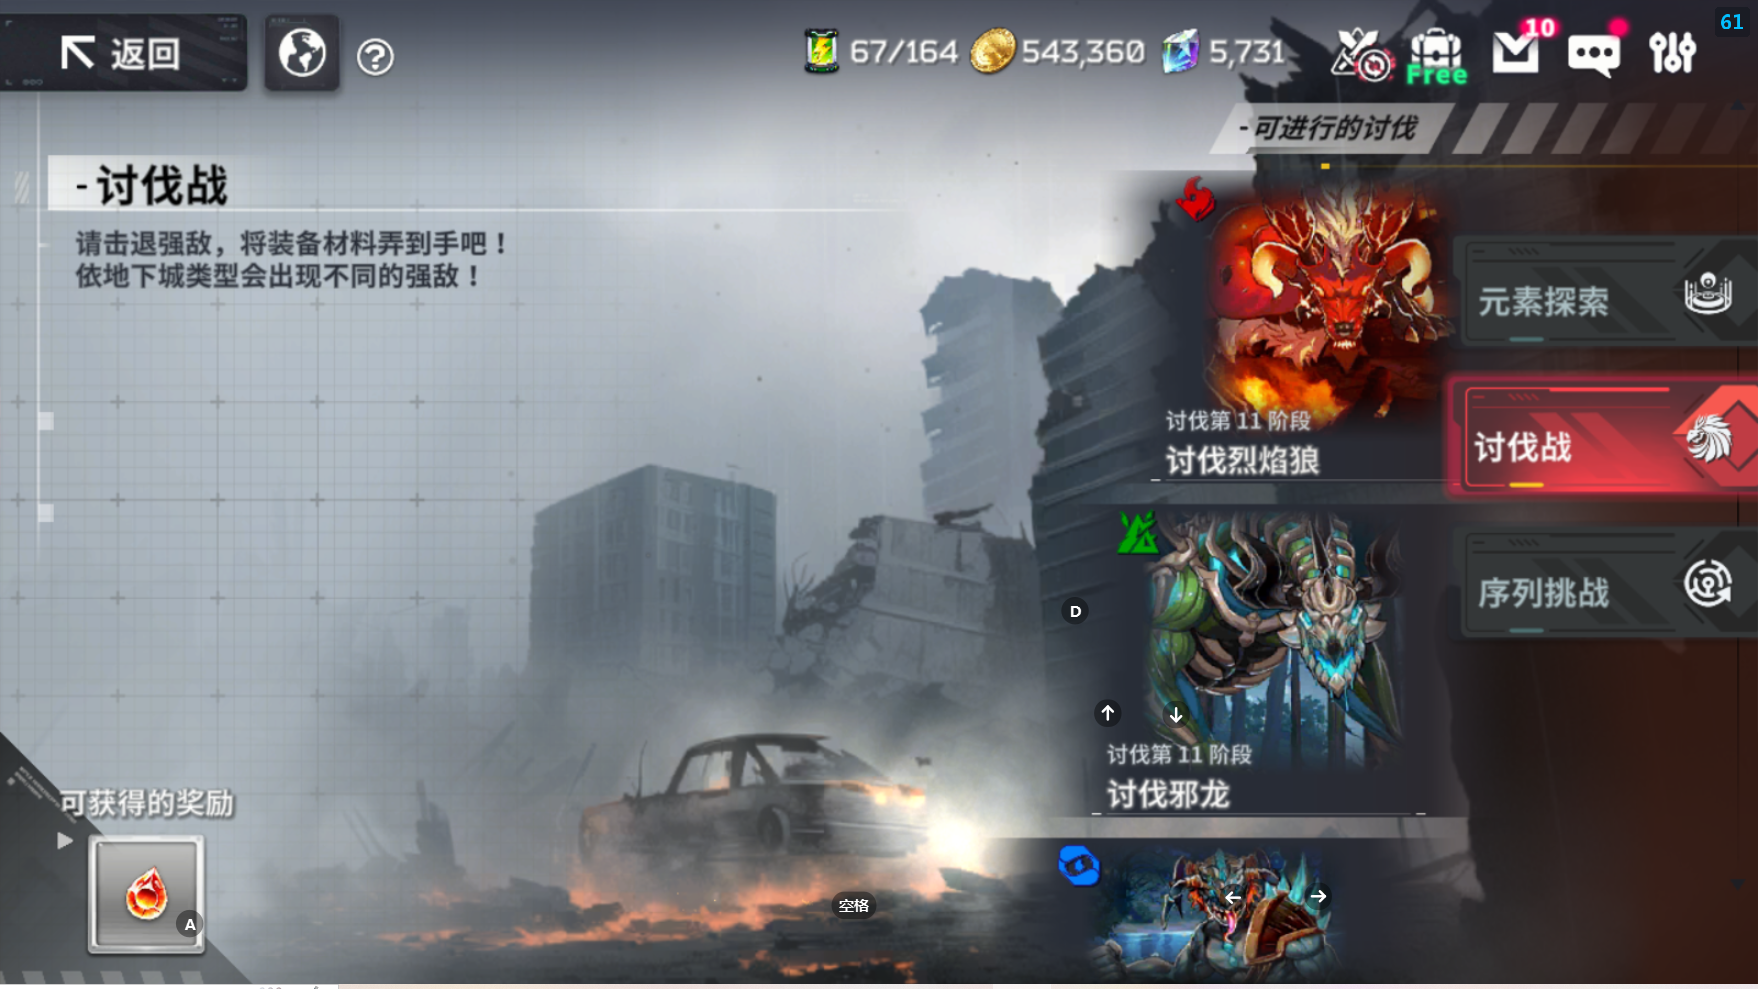 返回
67/164
543,360
5,731
Free
10
61
-可进行的讨伐
-讨伐战
请击退强敌，将装备材料弄到手吧！
依地下城类型会出现不同的强敌！
讨伐第 11 阶段
讨伐烈焰狼
讨伐第 11 阶段
讨伐邪龙
元素探索
讨伐战
序列挑战
D
↑
↓
←
→
空格
可获得的奖励
A